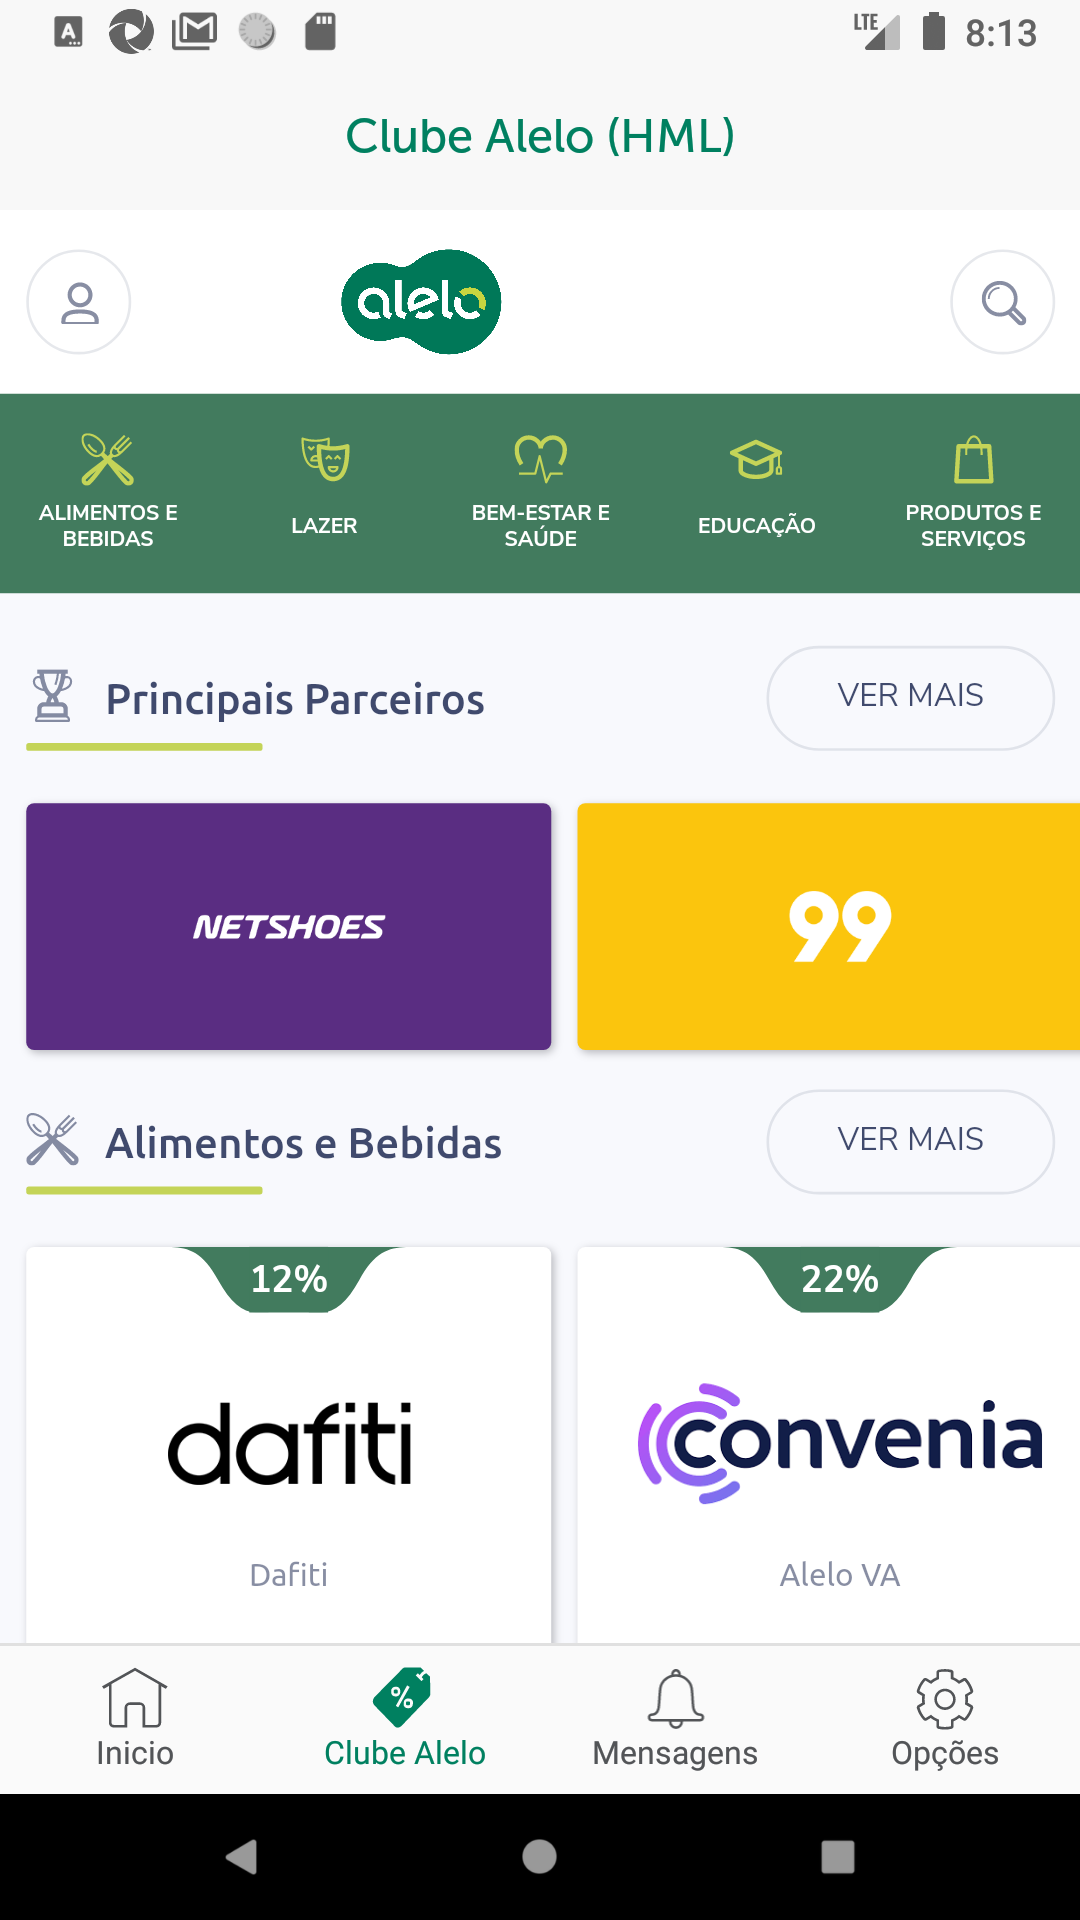 A
LTE
8:13
Clube Alelo (HML)
alelo
ALIMENTOS E
BEBIDAS
LAZER
BEM-ESTAR E
SAÚDE
EDUCAÇÃO
PRODUTOS E
SERVIÇOS
Principais Parceiros
VER MAIS
NETSHOES
99
Alimentos e Bebidas
VER MAIS
12%
22%
dafiti
convenia
Dafiti
Alelo VA
%
Inicio
Clube Alelo
Mensagens
Opções